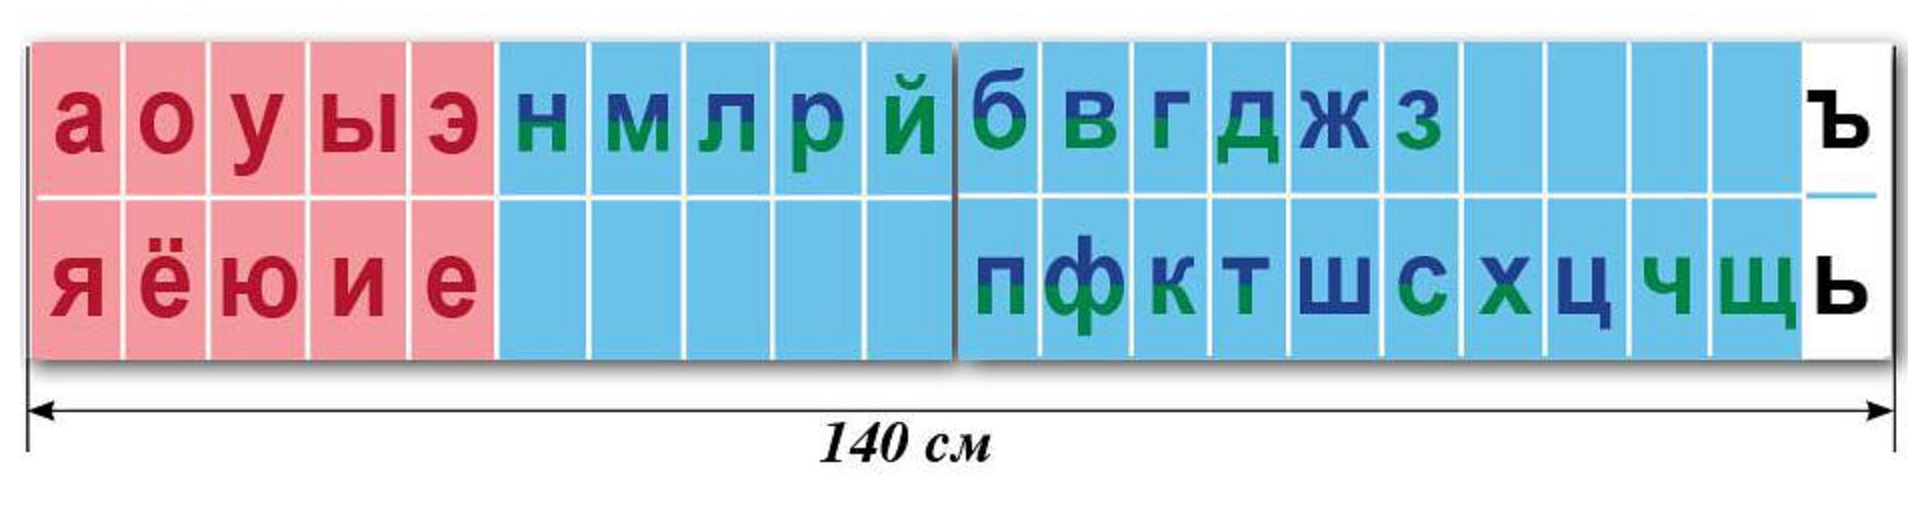 а о у ы э н м л р й б в г д ж з ъ
я ё ю и е п ф к т ш с х ц ч щ ь
140 см